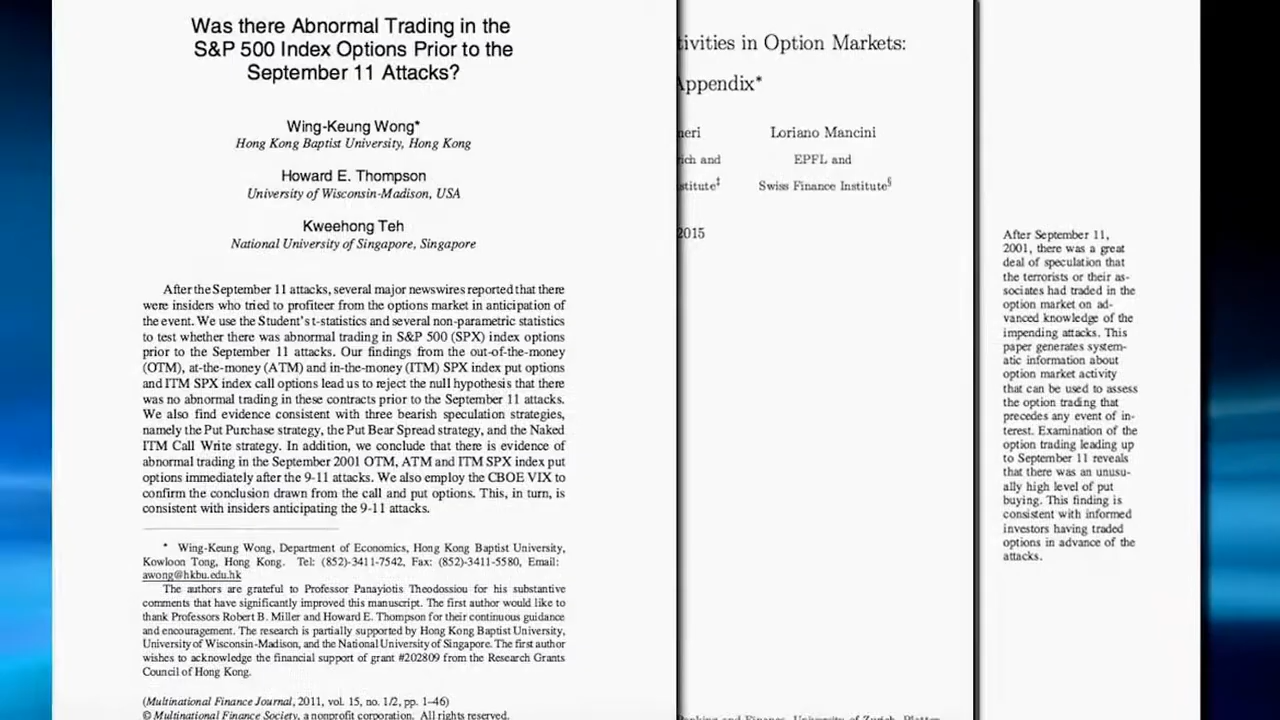 Was there Abnormal Trading in the
S&P 500 Index Options Prior to the
September 11 Attacks?
Wing-Keung Wong*
Hong Kong Baptist University, Hong Kong
Howard E. Thompson
University of Wisconsin-Madison, USA
Kweehong Teh
National University of Singapore, Singapore
After the September 11 attacks, several major newswires reported that there
were insiders who tried to profiteer from the options market in anticipation of
the event. We use the Student's t-statistics and several non-parametric statistics
to test whether there was abnormal trading in S&P 500 (SPX) index options
prior to the September 11 attacks. Our findings from the out-of-the-money
(OTM), at-the-money (ATM) and in-the-money (ITM) SPX index put options
and ITM SPX index call options lead us to reject the null hypothesis that there
was no abnormal trading in these contracts prior to the September 11 attacks.
We also find evidence consistent with three bearish speculation strategies,
namely the Put Purchase strategy, the Put Bear Spread strategy, and the Naked
ITM Call Write strategy. In addition, we conclude that there is evidence of
abnormal trading in the September 2001 OTM, ATM and ITM SPX index put
options immediately after the 9-11 attacks. We also employ the CBOE VIX to
confirm the conclusion drawn from the call and put options. This, in turn, is
consistent with insiders anticipating the 9-11 attacks.
* Wing-Keung Wong, Department of Economics, Hong Kong Baptist University,
Kowloon Tong, Hong Kong. Tel: (852)-3411-7542, Fax: (852)-3411-5580, Email:
awong@hkbu.edu.hk
The authors are grateful to Professor Panayiotis Theodossiou for his substantive
comments that have significantly improved this manuscript. The first author would like to
thank Professors Robert B. Miller and Howard E. Thompson for their continuous guidance
and encouragement. The research is partially supported by Hong Kong Baptist University,
University of Wisconsin-Madison, and the National University of Singapore. The first author
wishes to acknowledge the financial support of grant #202809 from the Research Grants
Council of Hong Kong.
(Multinational Finance Journal, 2011, vol. 15, no. 1/2, pp. 1–46)
© Multinational Finance Society, a nonprofit corporation. All rights reserved.
tivities in Option Markets:
Appendix*
neri Loriano Mancini
rich and EPFL and
stitute‡ Swiss Finance Institute§
2015
After September 11,
2001, there was a great
deal of speculation that
the terrorists or their as-
sociates had traded in the
option market on ad-
vanced knowledge of the
impending attacks. This
paper generates system-
atic information about
option market activity
that can be used to assess
the option trading that
precedes any event of in-
terest. Examination of the
option trading leading up
to September 11 reveals
that there was an unusu-
ally high level of put
buying. This finding is
consistent with informed
investors having traded
options in advance of the
attacks.